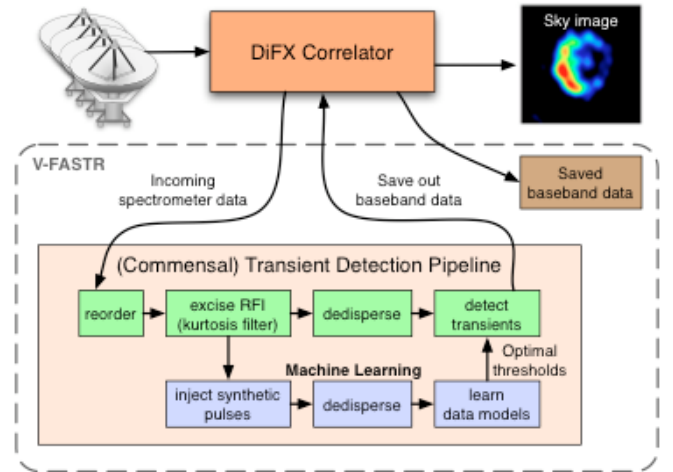 Sky image
DiFX Correlator
V-FASTR
Saved
baseband data
Incoming
spectrometer data
Save out
baseband data
(Commensal) Transient Detection Pipeline
reorder
excise RFI
(kurtosis filter)
dedisperse
detect
transients
Machine Learning
Optimal
thresholds
inject synthetic
pulses
dedisperse
learn
data models